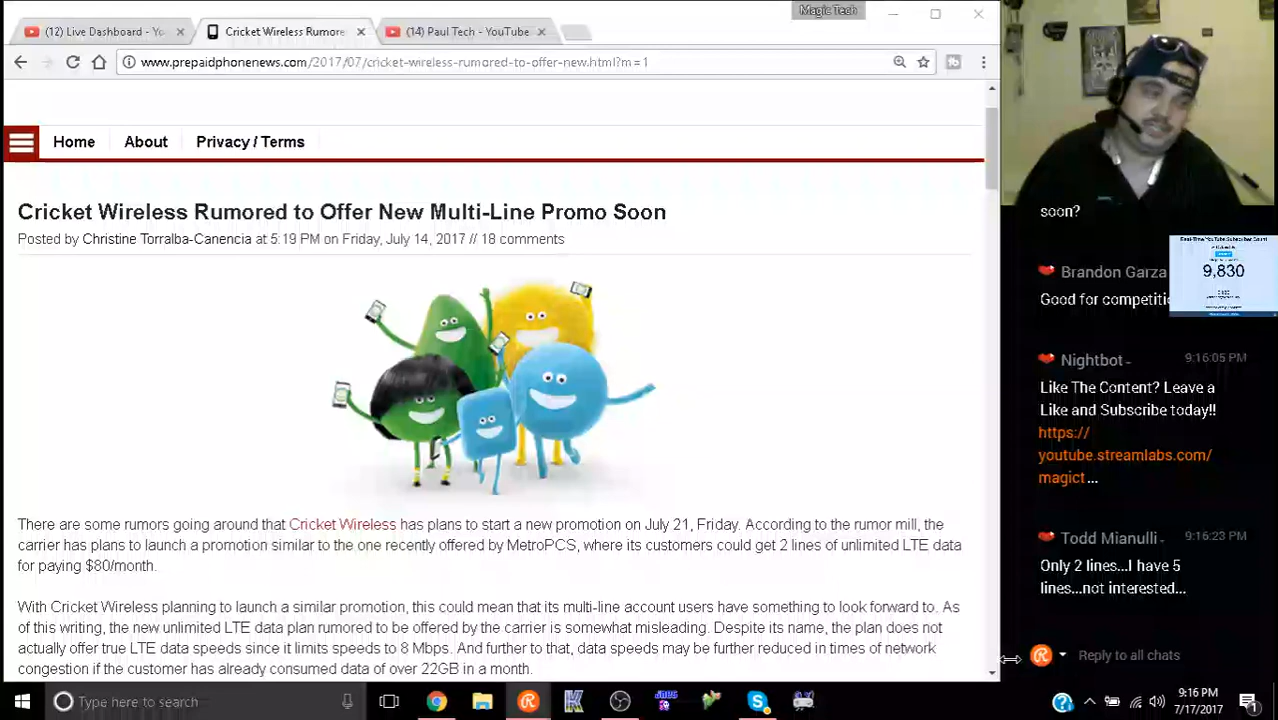 Magic Tech
(12) Live Dashboard - Yo
Cricket Wireless Rumore
(14) Paul Tech - YouTube
www.prepaidphonenews.com/2017/07/cricket-wireless-rumored-to-offer-new.html?m=1
Home About Privacy / Terms
Cricket Wireless Rumored to Offer New Multi-Line Promo Soon
Posted by Christine Torralba-Canencia at 5:19 PM on Friday, July 14, 2017 // 18 comments
There are some rumors going around that Cricket Wireless has plans to start a new promotion on July 21, Friday. According to the rumor mill, the
carrier has plans to launch a promotion similar to the one recently offered by MetroPCS, where its customers could get 2 lines of unlimited LTE data
for paying $80/month.
With Cricket Wireless planning to launch a similar promotion, this could mean that its multi-line account users have something to look forward to. As
of this writing, the new unlimited LTE data plan rumored to be offered by the carrier is somewhat misleading. Despite its name, the plan does not
actually offer true LTE data speeds since it limits speeds to 8 Mbps. And further to that, data speeds may be further reduced in times of network
congestion if the customer has already consumed data of over 22GB in a month.
soon?
Real-Time YouTube Subscriber Count
9,830
Brandon Garza
Good for competiti
Nightbot - 9:16:05 PM
Like The Content? Leave a
Like and Subscribe today!!
https://
youtube.streamlabs.com/
magict...
Todd Mianulli - 9:16:23 PM
Only 2 lines...I have 5
lines...not interested...
Reply to all chats
Type here to search
9:16 PM
7/17/2017